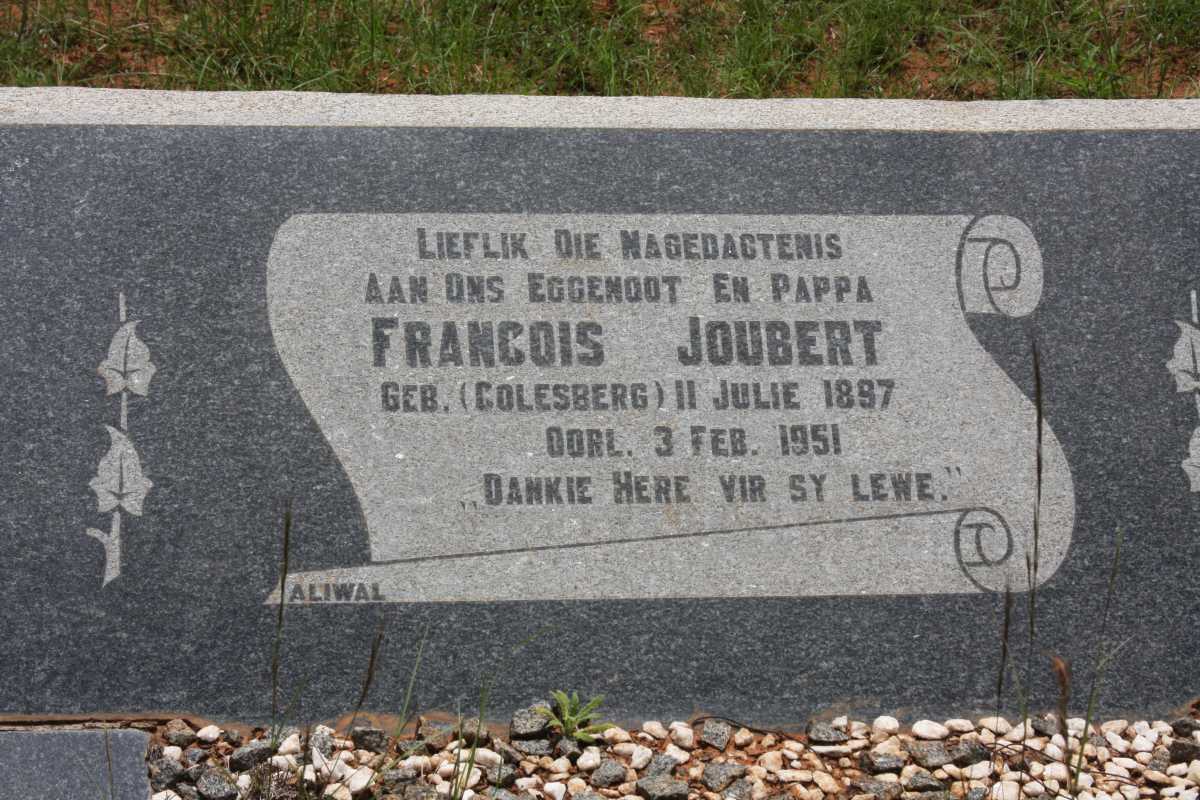 LIEFLIK DIE NAGEDAGTENIS
AAN ONS EGGENOOT EN PAPPA
FRANCOIS JOUBERT
GEB. (COLESBERG) 11 JULIE 1897
OORL. 3 FEB. 1951
„DANKIE HERE VIR SY LEWE."
ALIWAL